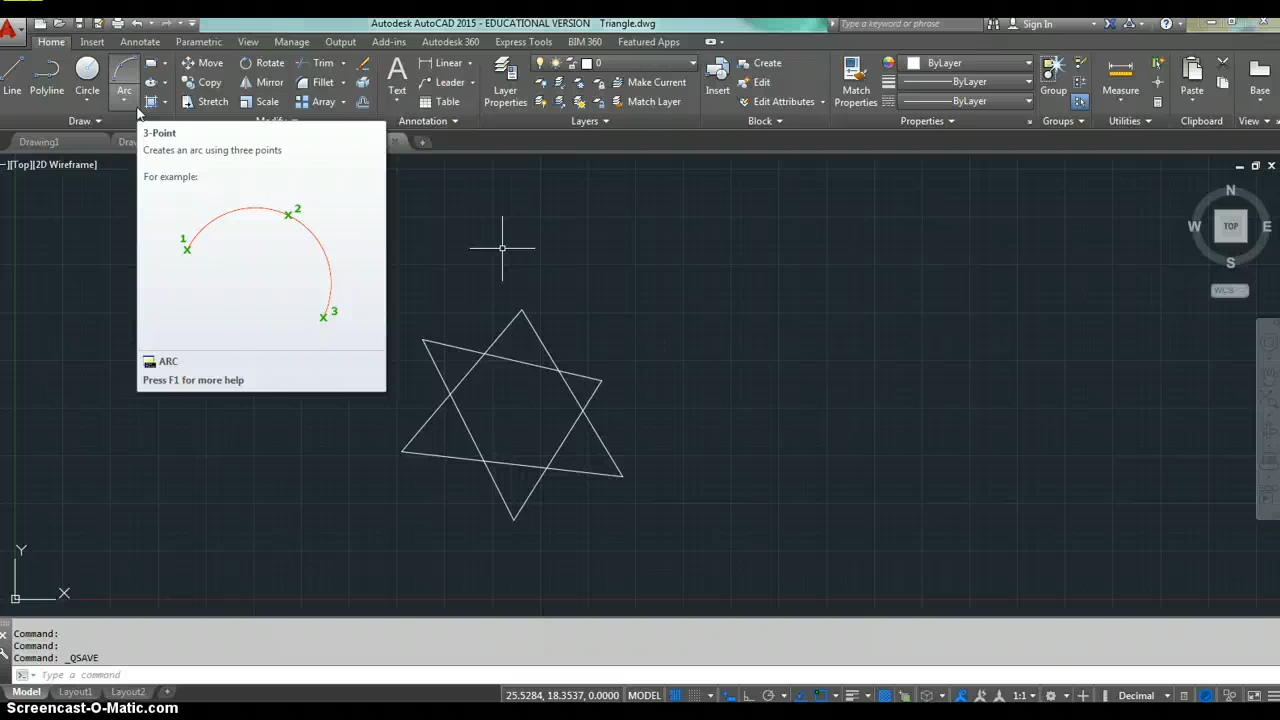 Autodesk AutoCAD 2015 - EDUCATIONAL VERSION Triangle.dwg
Type a keyword or phrase
Sign In
Home Insert Annotate Parametric View Manage Output Add-ins Autodesk 360 Express Tools BIM 360 Featured Apps
Line
Polyline
Circle
Arc
Move Rotate Trim
Copy Mirror Fillet
Stretch Scale Array
Text
Linear
Leader
Table
Layer
Properties
0
Make Current
Match Layer
Insert
Create
Edit
Edit Attributes
Match
Properties
ByLayer
ByLayer
ByLayer
Group
Measure
Paste
Base
Draw
Annotation
Layers
Block
Properties
Groups
Utilities
Clipboard
View
Drawing1
-][Top][2D Wireframe]
3-Point
Creates an arc using three points
For example:
1
2
3
ARC
Press F1 for more help
N
W
TOP
E
S
WCS
Y
X
Command:
Command:
Command: _QSAVE
Type a command
Model Layout1 Layout2
25.5284, 18.3537, 0.0000 MODEL
1:1
Decimal
Screencast-O-Matic.com